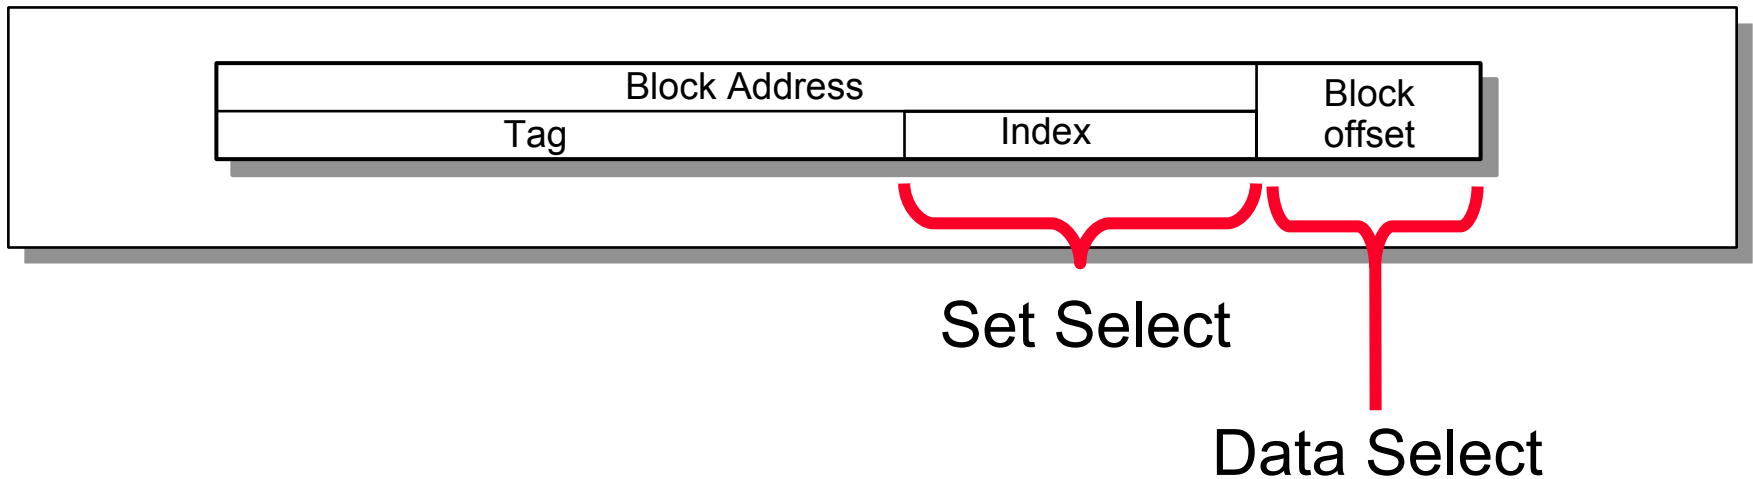 Block Address
Block
offset
Tag
Index
Set Select
Data Select